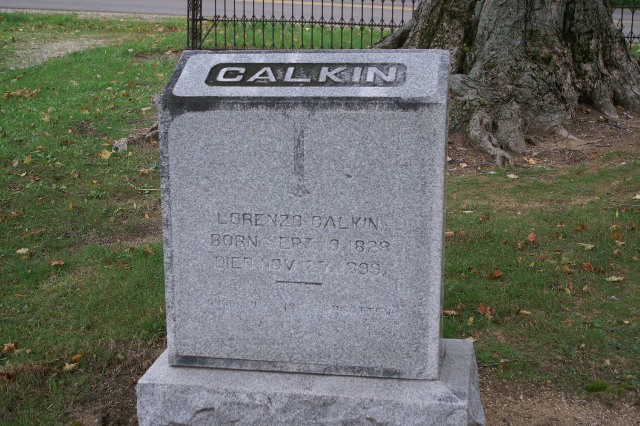 CALKIN
LORENZO CALKIN
BORN SEPT. 9, 1828
DIED NOV. 27, 1899.